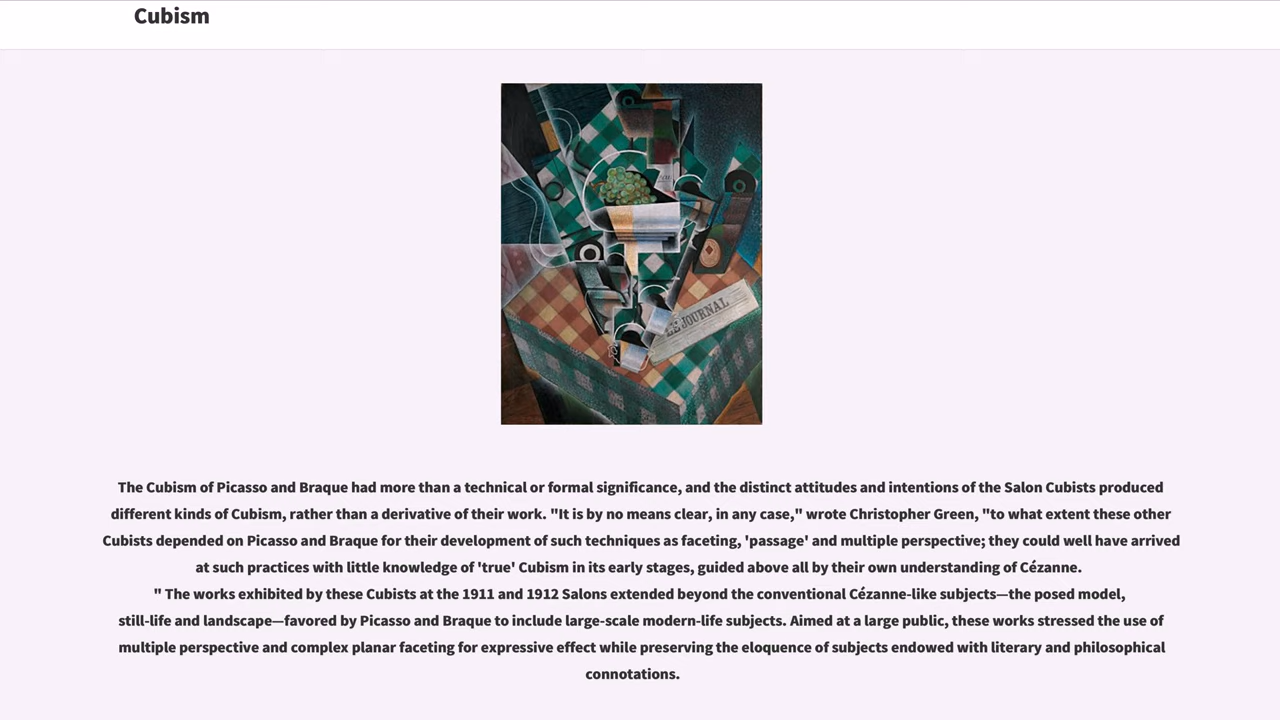 Cubism
LE JOURNAL
The Cubism of Picasso and Braque had more than a technical or formal significance, and the distinct attitudes and intentions of the Salon Cubists produced
different kinds of Cubism, rather than a derivative of their work. "It is by no means clear, in any case," wrote Christopher Green, "to what extent these other
Cubists depended on Picasso and Braque for their development of such techniques as faceting, 'passage' and multiple perspective; they could well have arrived
at such practices with little knowledge of 'true' Cubism in its early stages, guided above all by their own understanding of Cézanne.
" The works exhibited by these Cubists at the 1911 and 1912 Salons extended beyond the conventional Cézanne-like subjects—the posed model,
still-life and landscape—favored by Picasso and Braque to include large-scale modern-life subjects. Aimed at a large public, these works stressed the use of
multiple perspective and complex planar faceting for expressive effect while preserving the eloquence of subjects endowed with literary and philosophical
connotations.